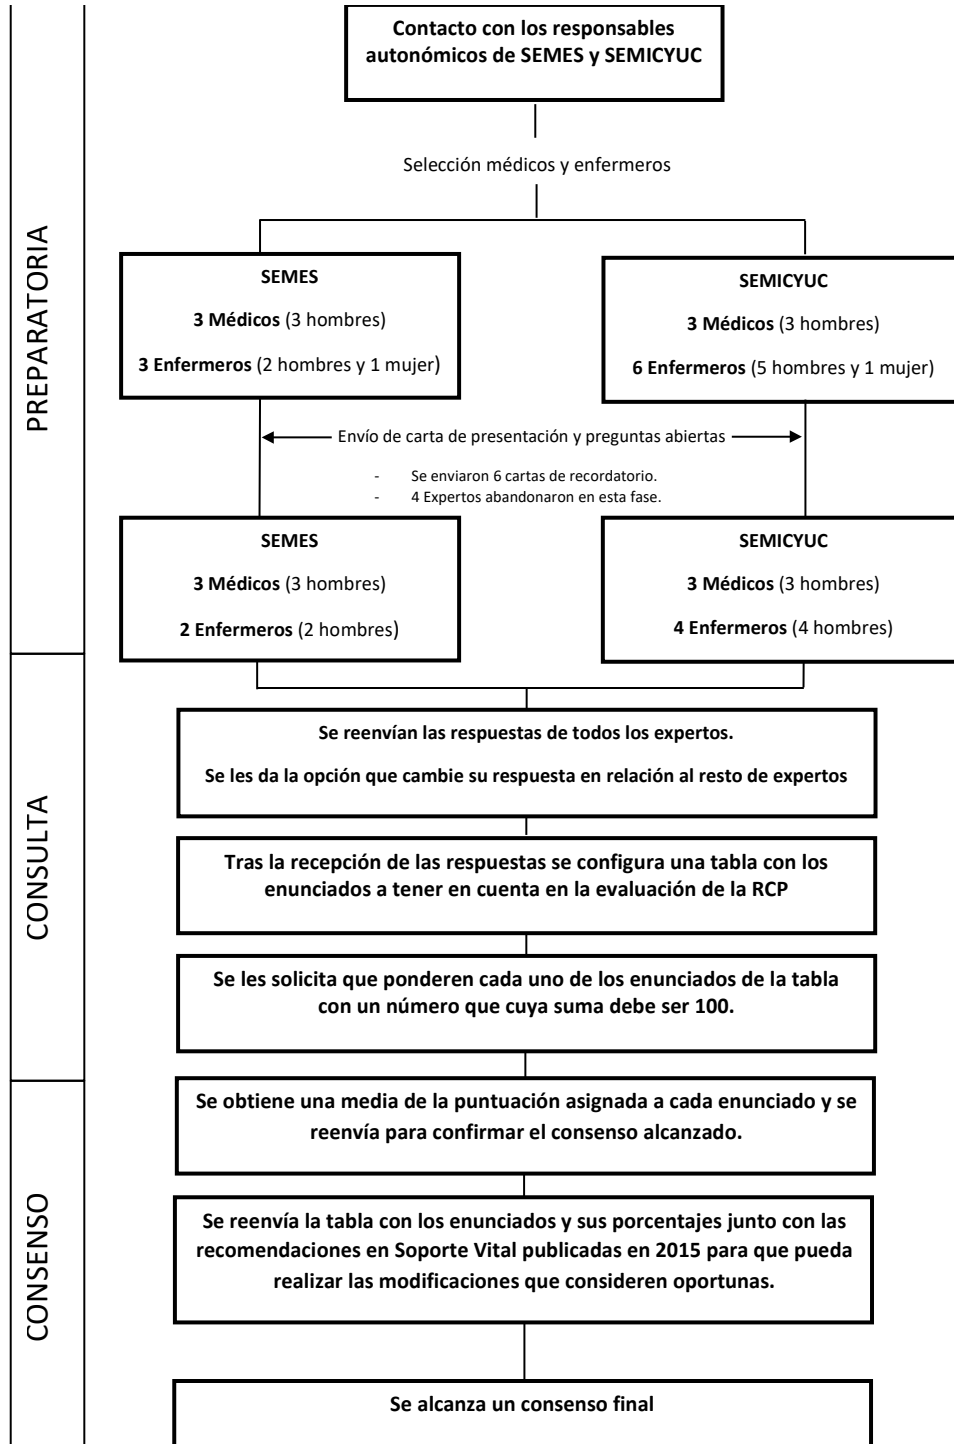 Contacto con los responsables
autonómicos de SEMES y SEMICYUC
Selección médicos y enfermeros
PREPARATORIA
SEMES
3 Médicos (3 hombres)
3 Enfermeros (2 hombres y 1 mujer)
SEMICYUC
3 Médicos (3 hombres)
6 Enfermeros (5 hombres y 1 mujer)
Envío de carta de presentación y preguntas abiertas
- Se enviaron 6 cartas de recordatorio.
- 4 Expertos abandonaron en esta fase.
SEMES
3 Médicos (3 hombres)
2 Enfermeros (2 hombres)
SEMICYUC
3 Médicos (3 hombres)
4 Enfermeros (4 hombres)
CONSULTA
Se reenvían las respuestas de todos los expertos.
Se les da la opción que cambie su respuesta en relación al resto de expertos
Tras la recepción de las respuestas se configura una tabla con los
enunciados a tener en cuenta en la evaluación de la RCP
Se les solicita que ponderen cada uno de los enunciados de la tabla
con un número que cuya suma debe ser 100.
CONSENSO
Se obtiene una media de la puntuación asignada a cada enunciado y se
reenvía para confirmar el consenso alcanzado.
Se reenvía la tabla con los enunciados y sus porcentajes junto con las
recomendaciones en Soporte Vital publicadas en 2015 para que pueda
realizar las modificaciones que consideren oportunas.
Se alcanza un consenso final